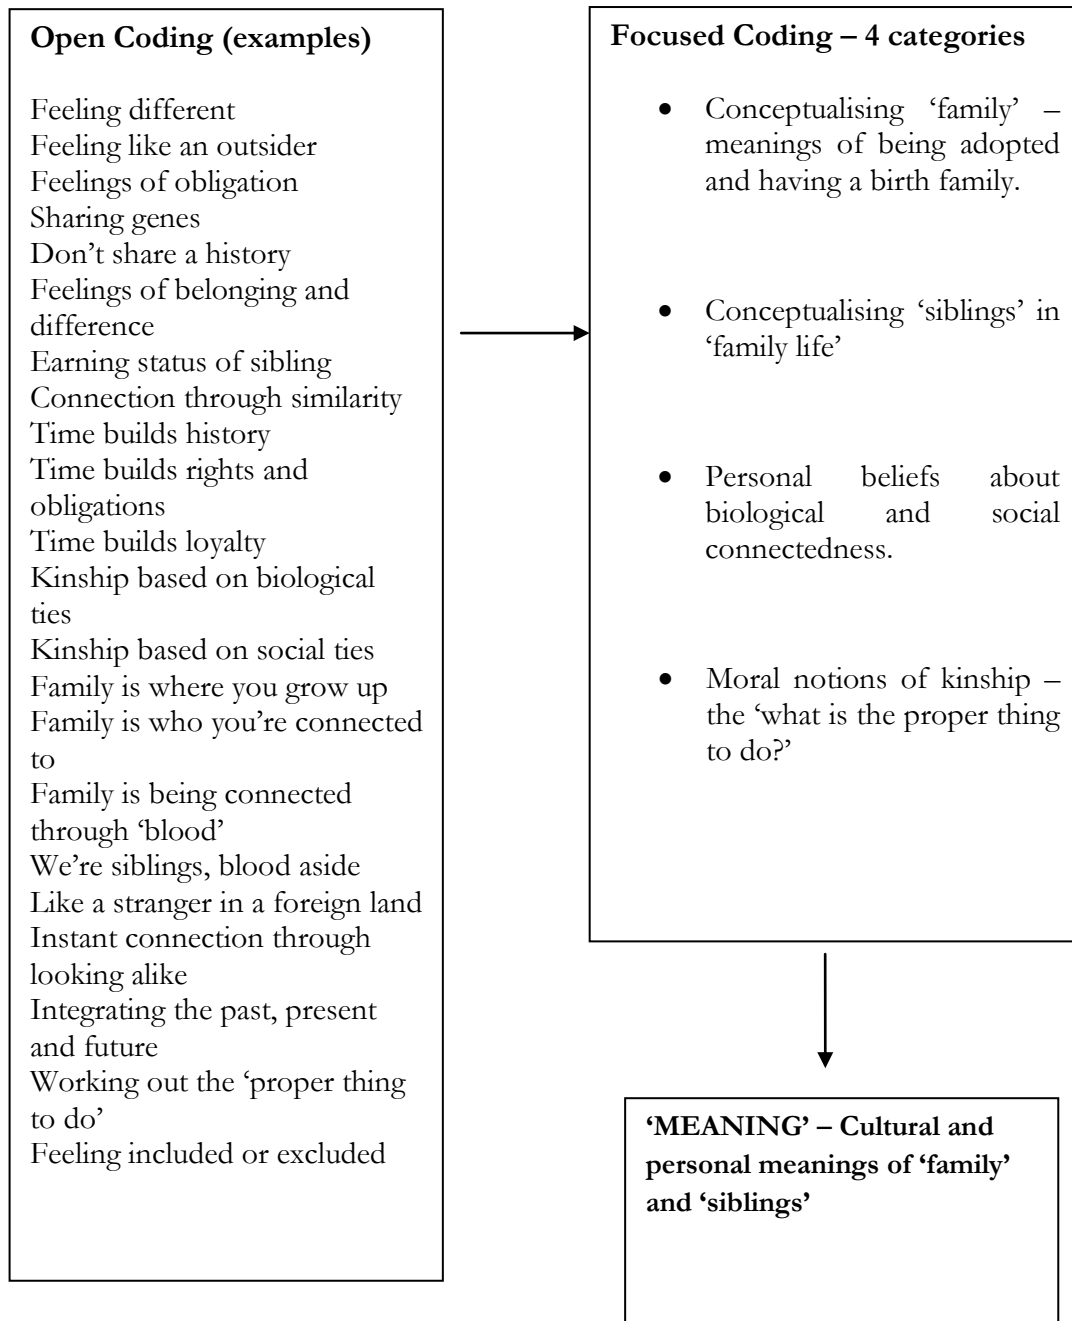 Open Coding (examples)
Feeling different
Feeling like an outsider
Feelings of obligation
Sharing genes
Don’t share a history
Feelings of belonging and
difference
Earning status of sibling
Connection through similarity
Time builds history
Time builds rights and
obligations
Time builds loyalty
Kinship based on biological
ties
Kinship based on social ties
Family is where you grow up
Family is who you’re connected
to
Family is being connected
through ‘blood’
We’re siblings, blood aside
Like a stranger in a foreign land
Instant connection through
looking alike
Integrating the past, present
and future
Working out the ‘proper thing
to do’
Feeling included or excluded
Focused Coding – 4 categories
• Conceptualising ‘family’ –
meanings of being adopted
and having a birth family.
• Conceptualising ‘siblings’ in
‘family life’
• Personal beliefs about
biological and social
connectedness.
• Moral notions of kinship –
the ‘what is the proper thing
to do?’
‘MEANING’ – Cultural and
personal meanings of ‘family’
and ‘siblings’